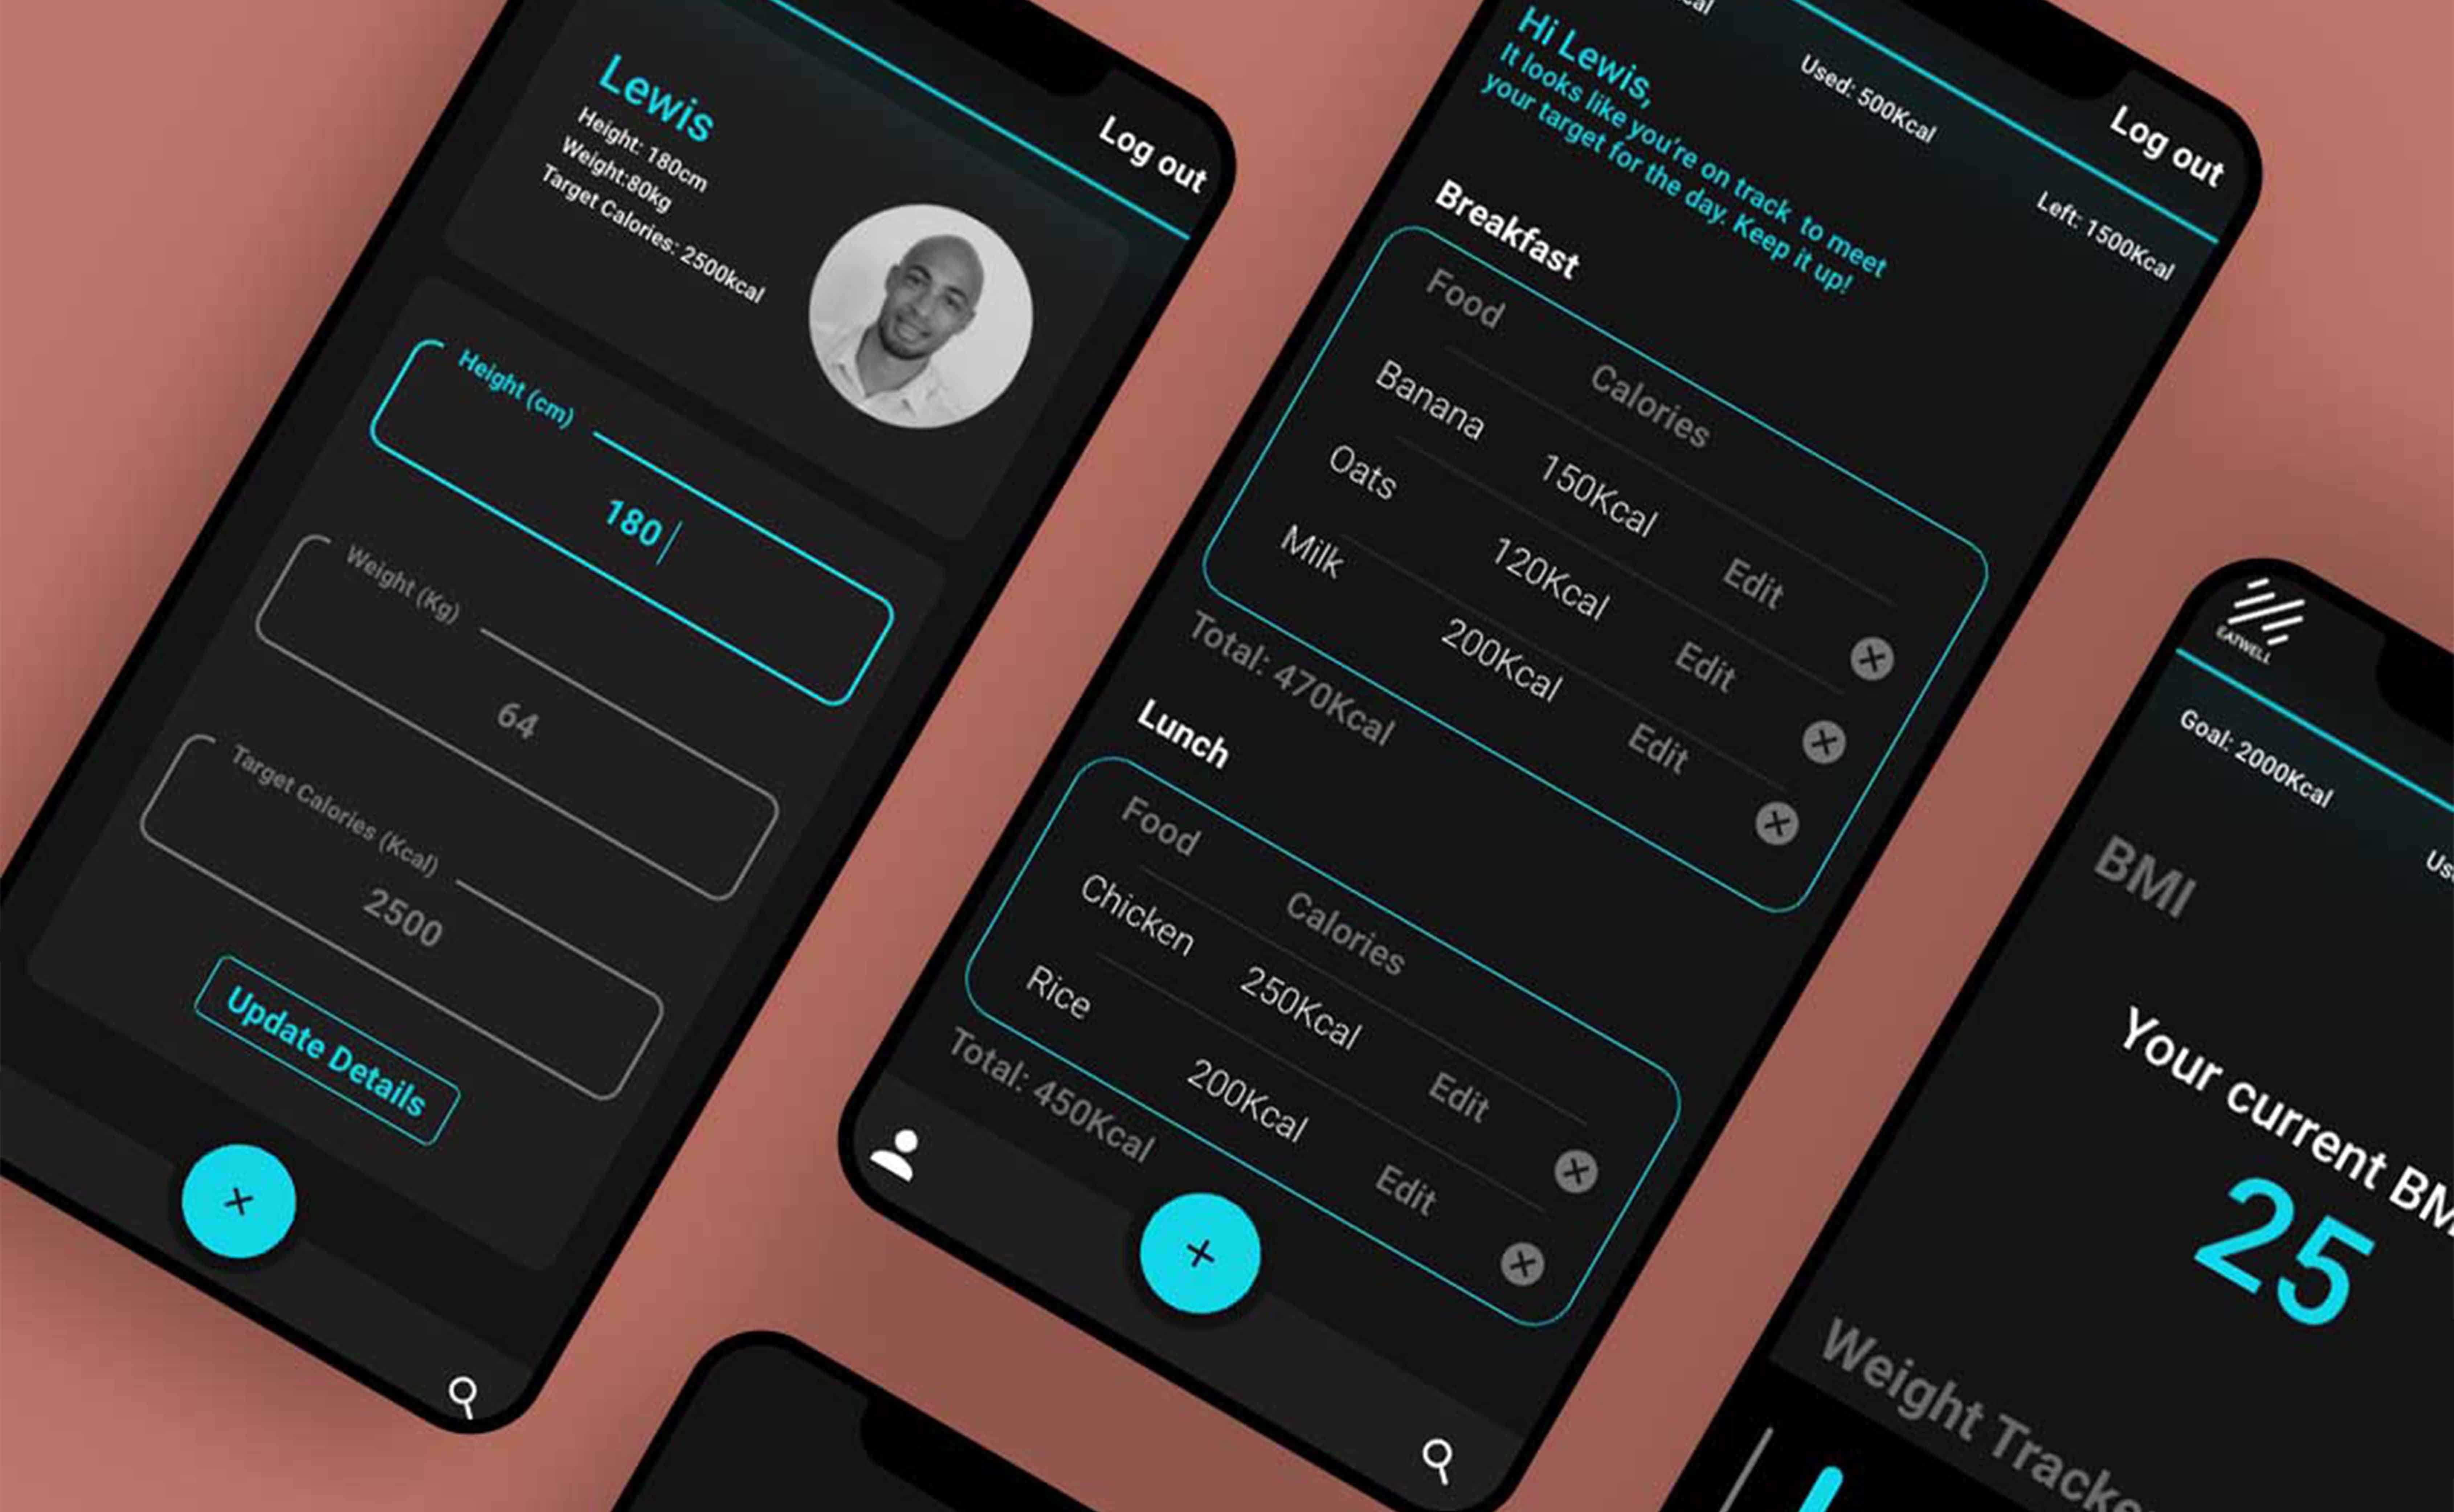 Log out
Lewis
Height: 180cm
Weight:80kg
Target Calories: 2500kcal
Height (cm)
180
Weight (Kg)
64
Target Calories (Kcal)
2500
Update Details
Log out
Used: 500Kcal
Left: 1500Kcal
Hi Lewis,
It looks like you're on track to meet
your target for the day. Keep it up!
Breakfast
Food Calories
Banana 150Kcal Edit
Oats 120Kcal Edit
Milk 200Kcal Edit
Total: 470Kcal
Lunch
Food Calories
Chicken 250Kcal Edit
Rice 200Kcal Edit
Total: 450Kcal
EATWELL
Goal: 2000Kcal
BMI
Your current
25
Weight